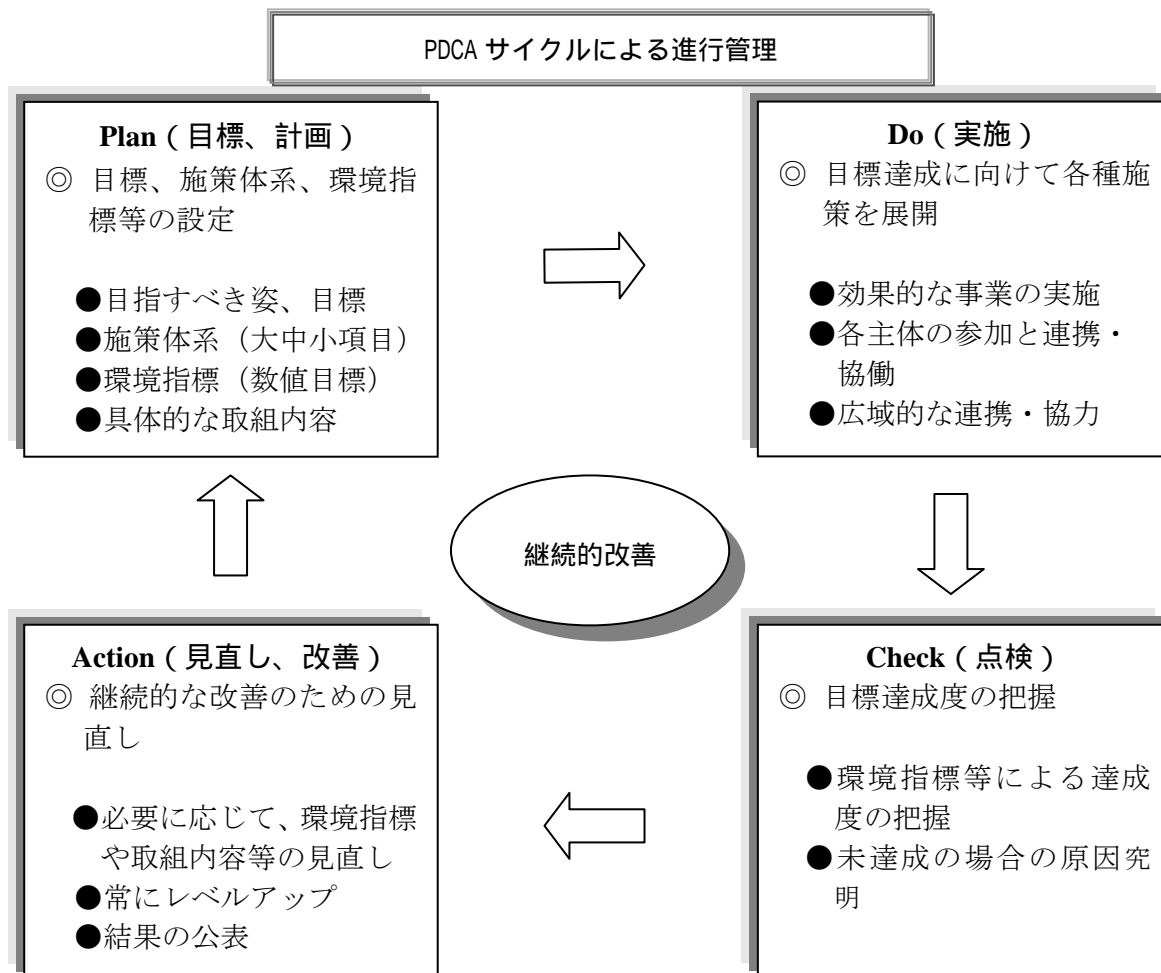 PDCA サイクルによる進行管理
Plan（目標、計画）
◎ 目標、施策体系、環境指
標等の設定
●目指すべき姿、目標
●施策体系（大中小項目）
●環境指標（数値目標）
●具体的な取組内容
Do（実施）
◎ 目標達成に向けて各種施
策を展開
●効果的な事業の実施
●各主体の参加と連携・
協働
●広域的な連携・協力
継続的改善
Action（見直し、改善）
◎ 継続的な改善のための見
直し
●必要に応じて、環境指標
や取組内容等の見直し
●常にレベルアップ
●結果の公表
Check（点検）
◎ 目標達成度の把握
●環境指標等による達成
度の把握
●未達成の場合の原因究
明